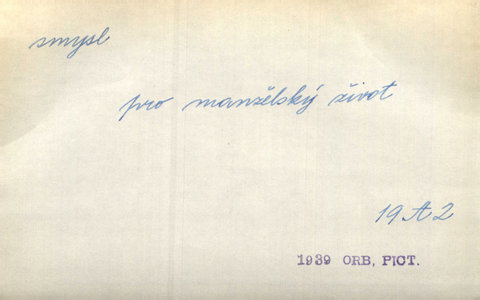 smysl
pro manželský život
19 A 2
1939 ORB, PICT.